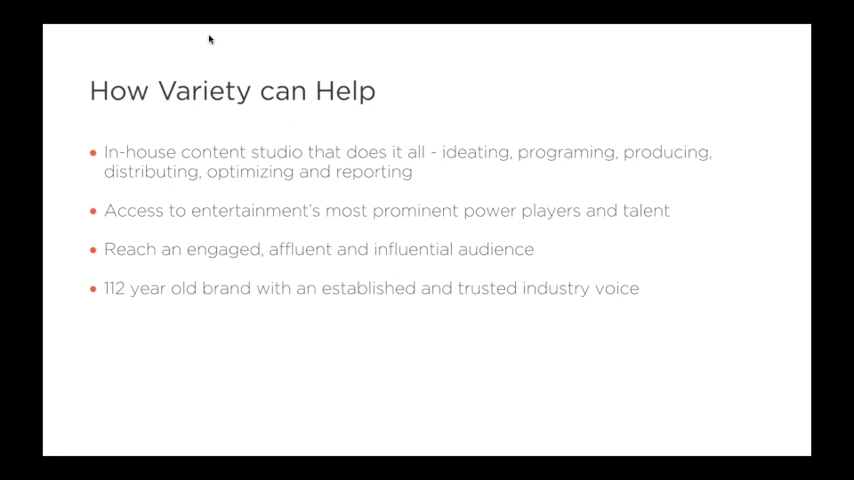 How Variety can Help
• In-house content studio that does it all - ideating, programing, producing,
distributing, optimizing and reporting
• Access to entertainment's most prominent power players and talent
• Reach an engaged, affluent and influential audience
• 112 year old brand with an established and trusted industry voice